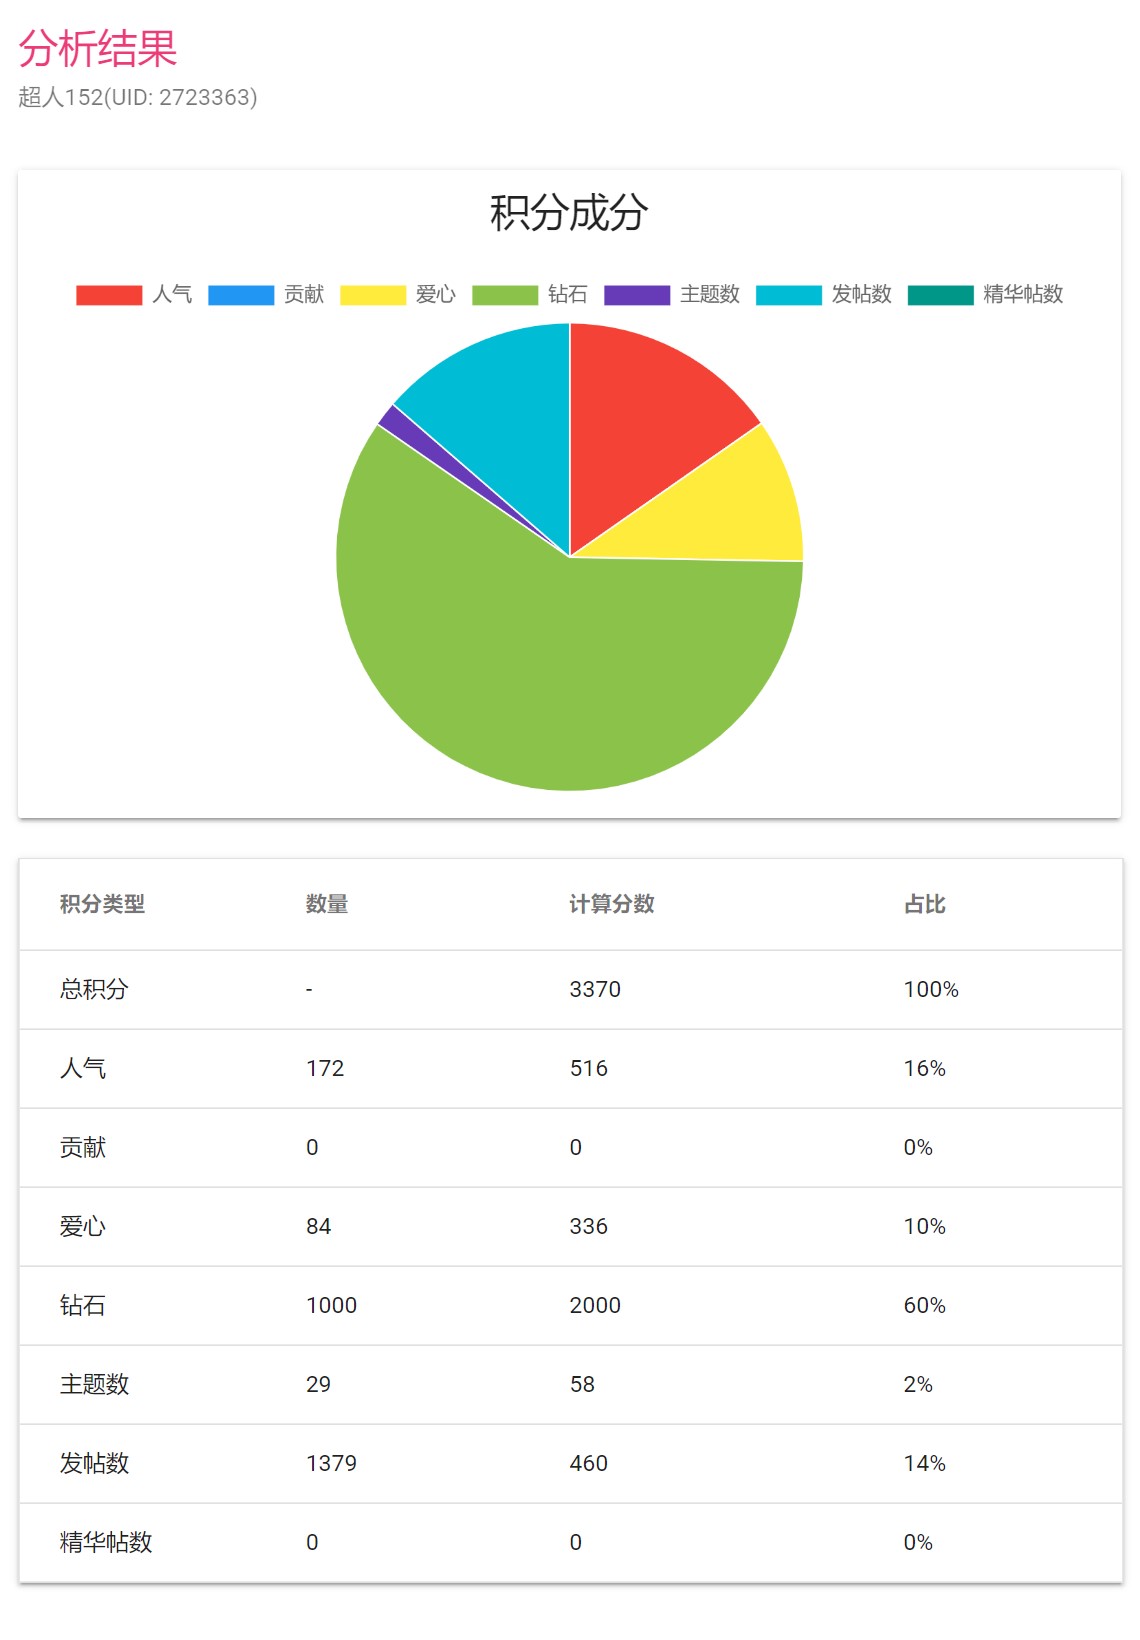 分析结果
超人152(UID: 2723363)
积分成分
人气 贡献 爱心 钻石 主题数 发帖数 精华帖数
积分类型 数量 计算分数 占比
总积分 - 3370 100%
人气 172 516 16%
贡献 0 0 0%
爱心 84 336 10%
钻石 1000 2000 60%
主题数 29 58 2%
发帖数 1379 460 14%
精华帖数 0 0 0%